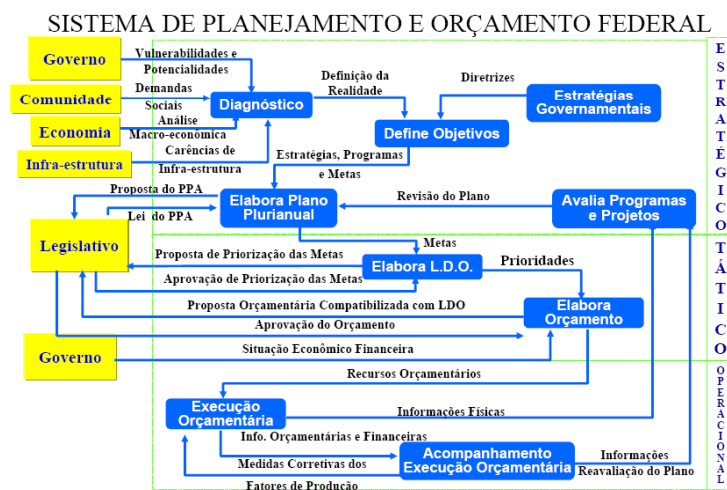 SISTEMA DE PLANEJAMENTO E ORÇAMENTO FEDERAL
Governo
Vulnerabilidades e
Potencialidades
Comunidade
Demandas
Sociais
Economia
Análise
Macro-econômica
Infra-estrutura
Carências de
Infra-estrutura
Diagnóstico
Definição da
Realidade
Diretrizes
Estratégias
Governamentais
Define Objetivos
Estratégias, Programas
e Metas
Proposta do PPA
Lei do PPA
Elabora Plano
Plurianual
Revisão do Plano
Avalia Programas
e Projetos
ESTRATÉGICO
Legislativo
Metas
Proposta de Priorização das Metas
Elabora L.D.O.
Prioridades
Aprovação de Priorização das Metas
Proposta Orçamentária Compatibilizada com LDO
Elabora
Orçamento
Aprovação do Orçamento
Governo
Situação Econômico Financeira
TÁTICO
Recursos Orçamentários
Execução
Orçamentária
Informações Físicas
Info. Orçamentárias e Financeiras
Acompanhamento
Execução Orçamentária
Informações
Reavaliação do Plano
Medidas Corretivas dos
Fatores de Produção
OPERACIONAL